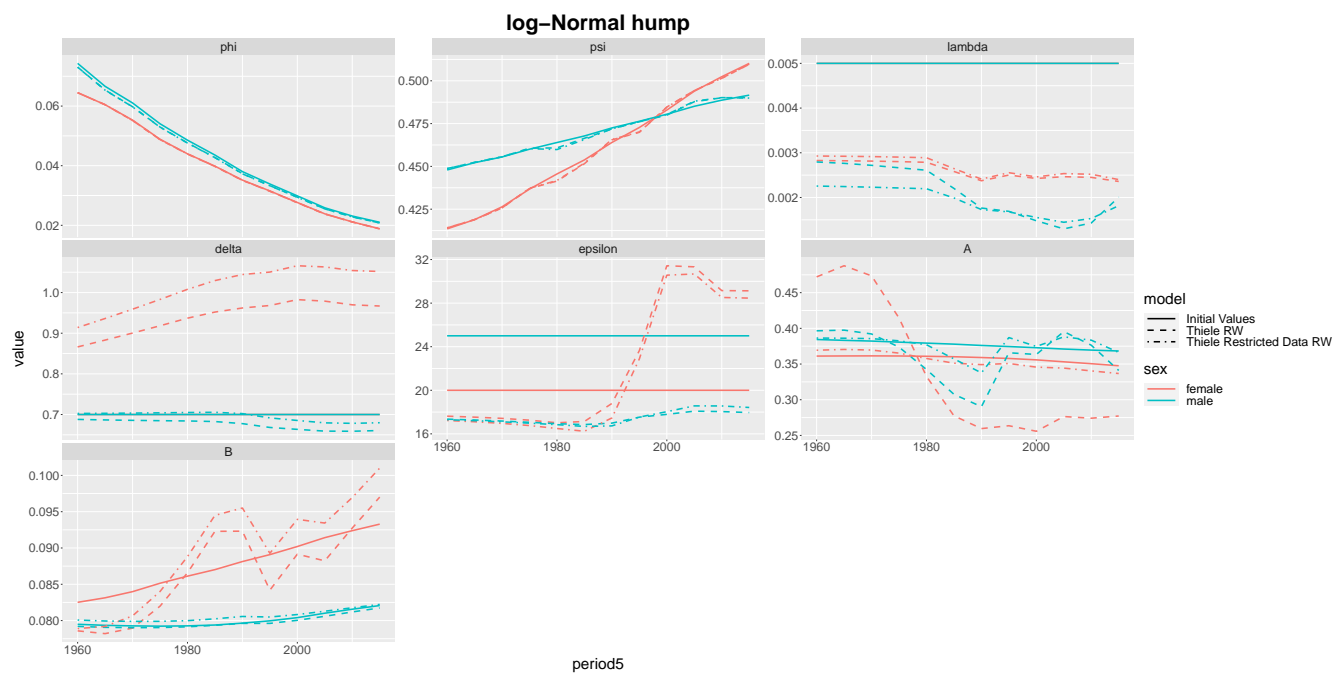 log−Normal hump
phi
psi
lambda
0.06
0.04
0.02
0.500
0.475
0.450
0.425
0.005
0.003
0.002
0.001
delta
epsilon
A
1.0
0.9
0.8
0.7
32
28
24
20
16
0.45
0.40
0.35
0.30
0.25
1960
1980
2000
1960
1980
2000
B
0.100
0.095
0.090
0.085
0.080
1960
1980
2000
value
period5
model
Initial Values
Thiele RW
Thiele Restricted Data RW
sex
female
male